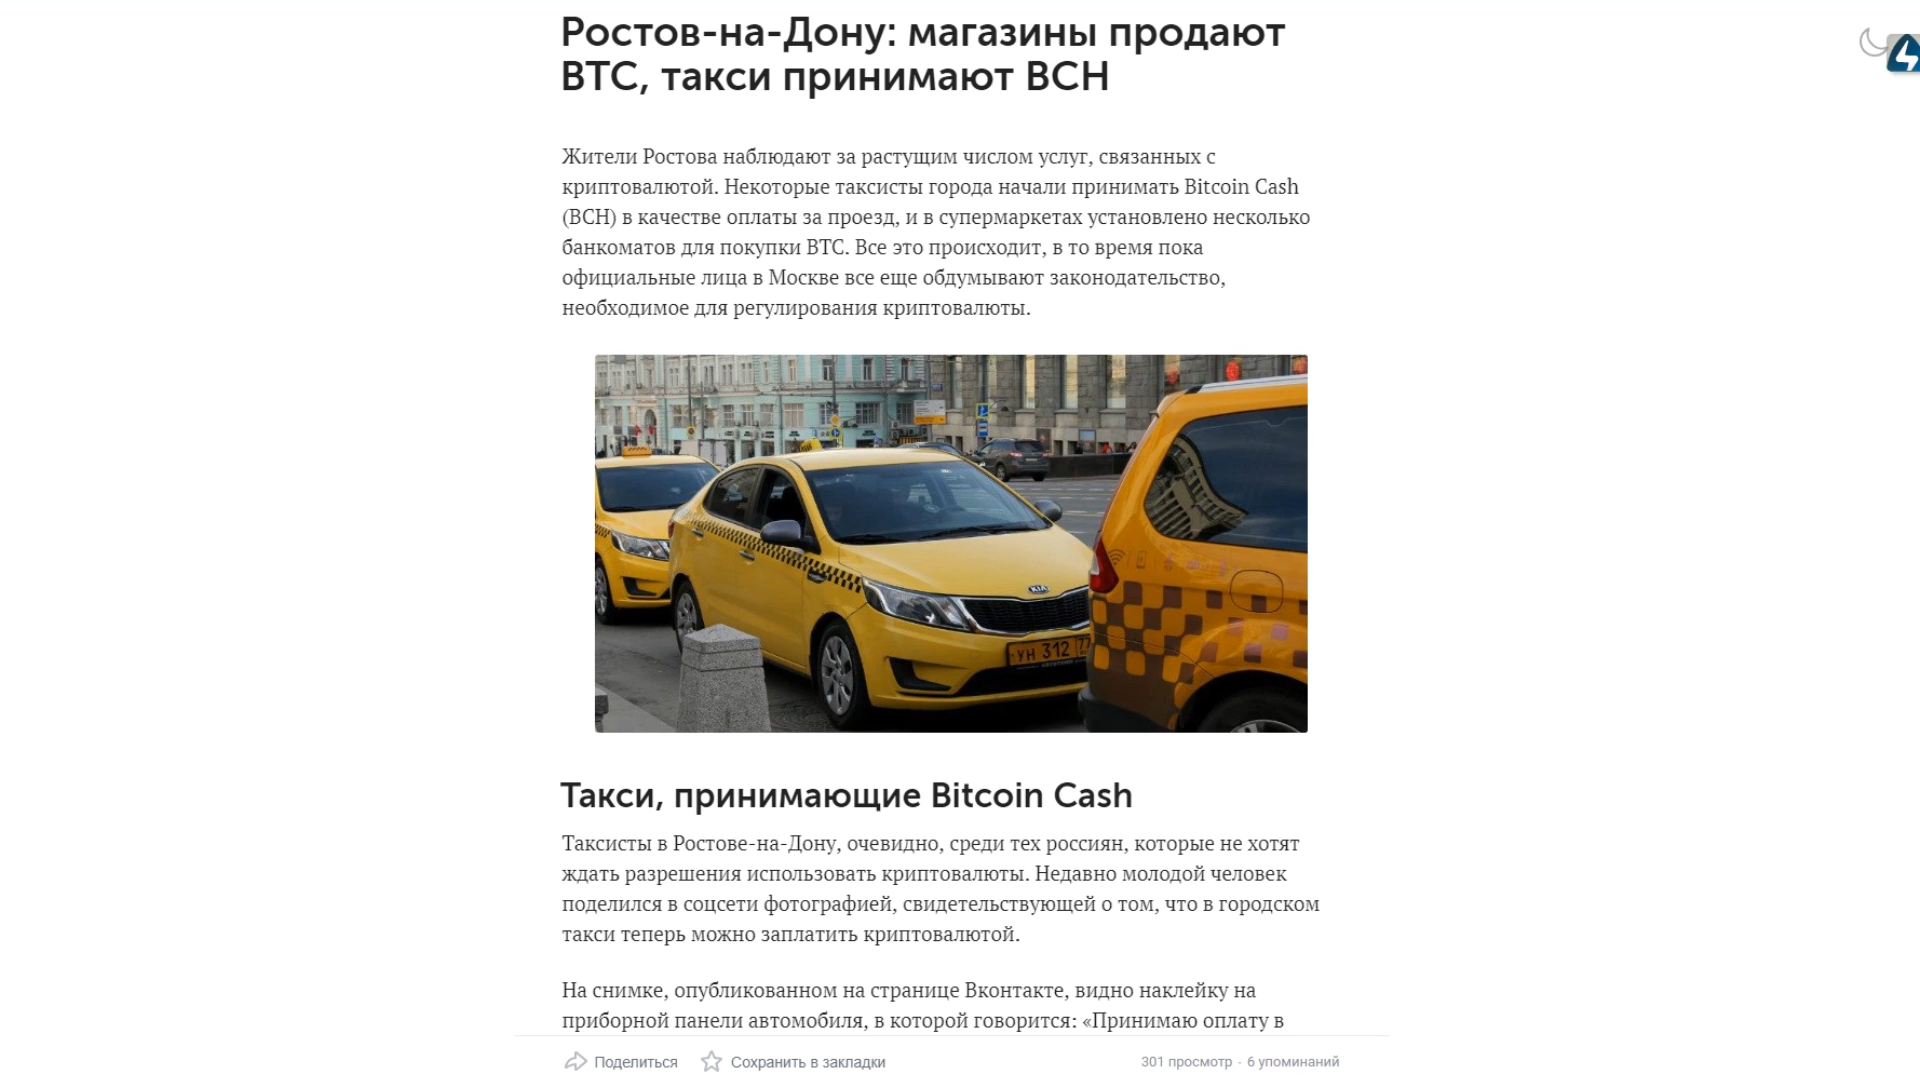 Ростов-на-Дону: магазины продают
BTC, такси принимают BCH
Жители Ростова наблюдают за растущим числом услуг, связанных с
криптовалютой. Некоторые таксисты города начали принимать Bitcoin Cash
(BCH) в качестве оплаты за проезд, и в супермаркетах установлено несколько
банкоматов для покупки BTC. Все это происходит, в то время пока
официальные лица в Москве все еще обдумывают законодательство,
необходимое для регулирования криптовалюты.
KIA
УН 312 77
Такси, принимающие Bitcoin Cash
Таксисты в Ростове-на-Дону, очевидно, среди тех россиян, которые не хотят
ждать разрешения использовать криптовалюты. Недавно молодой человек
поделился в соцсети фотографией, свидетельствующей о том, что в городском
такси теперь можно заплатить криптовалютой.
На снимке, опубликованном на странице Вконтакте, видно наклейку на
приборной панели автомобиля, в которой говорится: «Принимаю оплату в
Поделиться
Сохранить в закладки
301 просмотр · 6 упоминаний